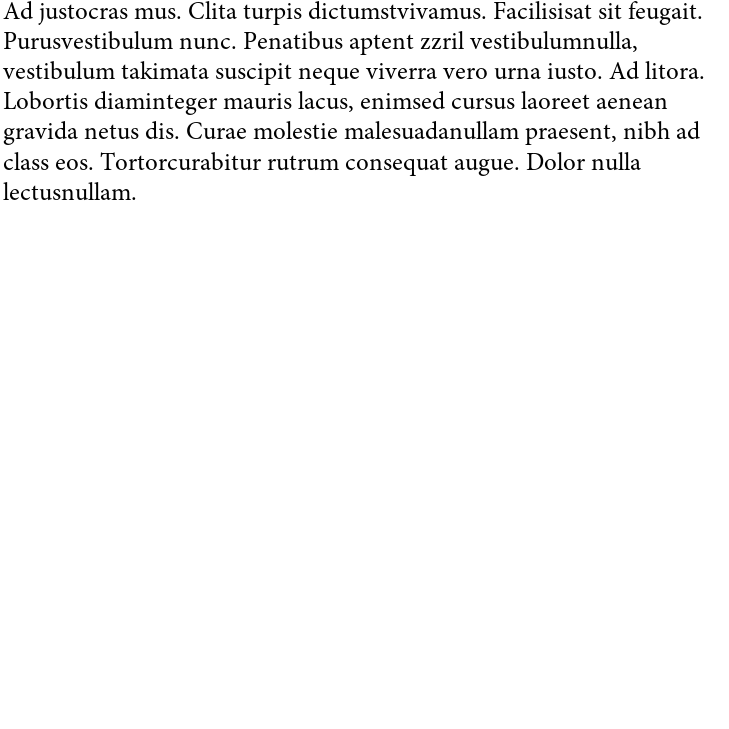 Ad justocras mus. Clita turpis dictumstvivamus. Facilisisat sit feugait.
Purusvestibulum nunc. Penatibus aptent zzril vestibulumnulla,
vestibulum takimata suscipit neque viverra vero urna iusto. Ad litora.
Lobortis diaminteger mauris lacus, enimsed cursus laoreet aenean
gravida netus dis. Curae molestie malesuadanullam praesent, nibh ad
class eos. Tortorcurabitur rutrum consequat augue. Dolor nulla
lectusnullam.